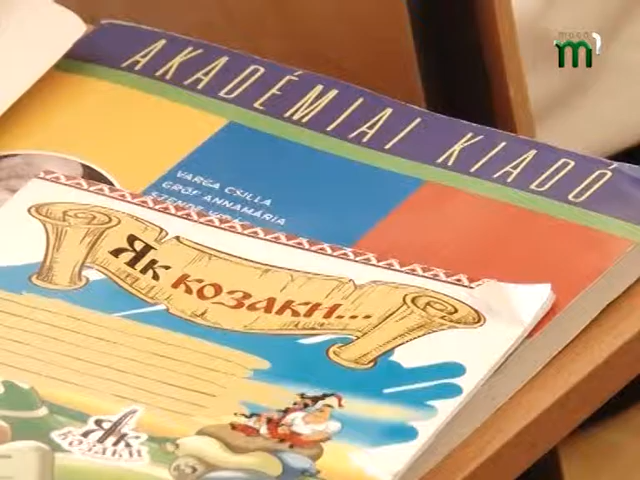 AKADÉMIAI KIADÓ
VARGA CSILLA
GRÓF ANNAMÁRIA
Як козаки...
Як
козаки
m